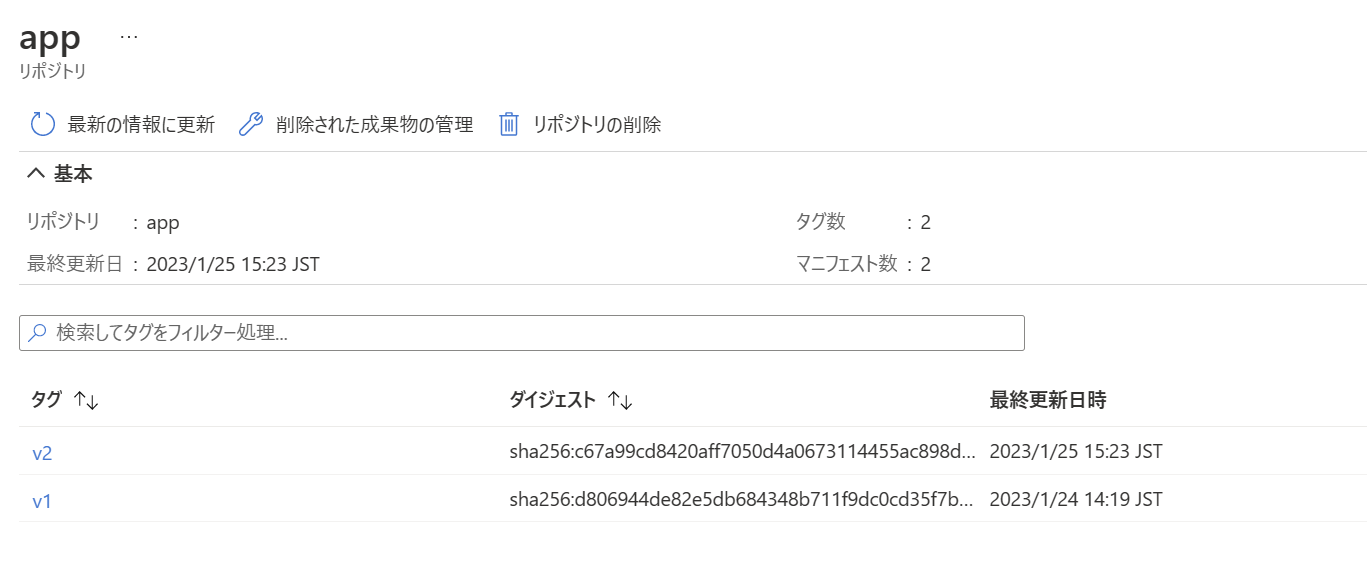 app ...
リポジトリ
最新の情報に更新 削除された成果物の管理 リポジトリの削除
基本
リポジトリ : app タグ数 : 2
最終更新日 : 2023/1/25 15:23 JST マニフェスト数 : 2
検索してタグをフィルター処理...
タグ ↑↓ ダイジェスト ↑↓ 最終更新日時
v2 sha256:c67a99cd8420aff7050d4a0673114455ac898d... 2023/1/25 15:23 JST
v1 sha256:d806944de82e5db684348b711f9dc0cd35f7b... 2023/1/24 14:19 JST